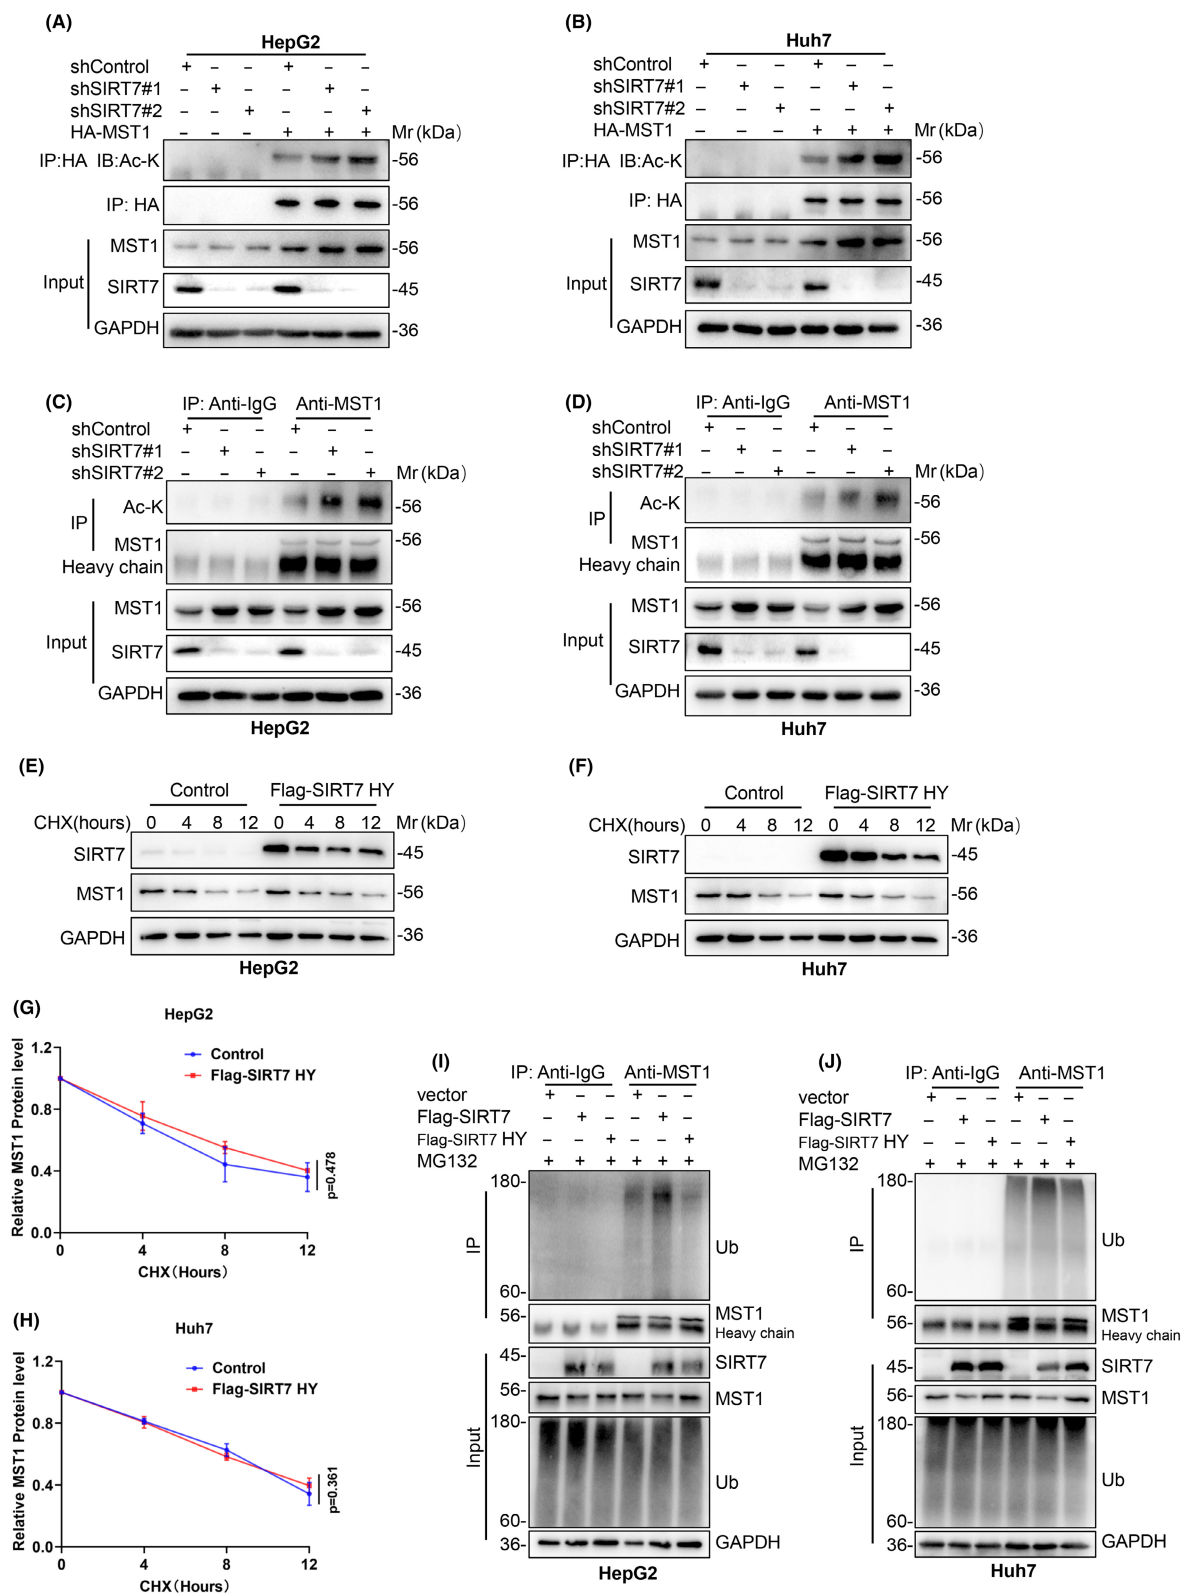 (A)
HepG2
shControl + – – + – –
shSIRT7#1 – + – – + –
shSIRT7#2 – – + – – +
HA-MST1 – – – + + + Mr (kDa)
IP:HA IB:Ac-K -56
IP: HA -56
Input
MST1 -56
SIRT7 -45
GAPDH -36
(B)
Huh7
shControl + – – + – –
shSIRT7#1 – + – – + –
shSIRT7#2 – – + – – +
HA-MST1 – – – + + + Mr (kDa)
IP:HA IB:Ac-K -56
IP: HA -56
Input
MST1 -56
SIRT7 -45
GAPDH -36
(C)
IP: Anti-IgG Anti-MST1
shControl + – – + – –
shSIRT7#1 – + – – + –
shSIRT7#2 – – + – – + Mr (kDa)
IP
Ac-K -56
MST1 -56
Heavy chain
Input
MST1 -56
SIRT7 -45
GAPDH -36
HepG2
(D)
IP: Anti-IgG Anti-MST1
shControl + – – + – –
shSIRT7#1 – + – – + –
shSIRT7#2 – – + – – + Mr (kDa)
IP
Ac-K -56
MST1 -56
Heavy chain
Input
MST1 -56
SIRT7 -45
GAPDH -36
Huh7
(E)
Control Flag-SIRT7 HY
CHX(hours) 0 4 8 12 0 4 8 12 Mr (kDa)
SIRT7 -45
MST1 -56
GAPDH -36
HepG2
(F)
Control Flag-SIRT7 HY
CHX(hours) 0 4 8 12 0 4 8 12 Mr (kDa)
SIRT7 -45
MST1 -56
GAPDH -36
Huh7
(G)
HepG2
Relative MST1 Protein level
1.2
0.8
0.4
0.0
Control
Flag-SIRT7 HY
p=0.478
0 4 8 12
CHX(Hours)
(H)
Huh7
Relative MST1 Protein level
1.2
0.8
0.4
0.0
Control
Flag-SIRT7 HY
p=0.361
0 4 8 12
CHX(Hours)
(I)
IP: Anti-IgG Anti-MST1
vector + – – + – –
Flag-SIRT7 – + – – + –
Flag-SIRT7 HY – – + – – +
MG132 + + + + + +
IP
180-
Ub
60-
56- MST1
Heavy chain
Input
45- SIRT7
56- MST1
180-
Ub
60-
36- GAPDH
HepG2
(J)
IP: Anti-IgG Anti-MST1
vector + – – + – –
Flag-SIRT7 – + – – + –
Flag-SIRT7 HY – – + – – +
MG132 + + + + + +
IP
180-
Ub
60-
56- MST1
Heavy chain
Input
45- SIRT7
56- MST1
180-
Ub
60-
36- GAPDH
Huh7